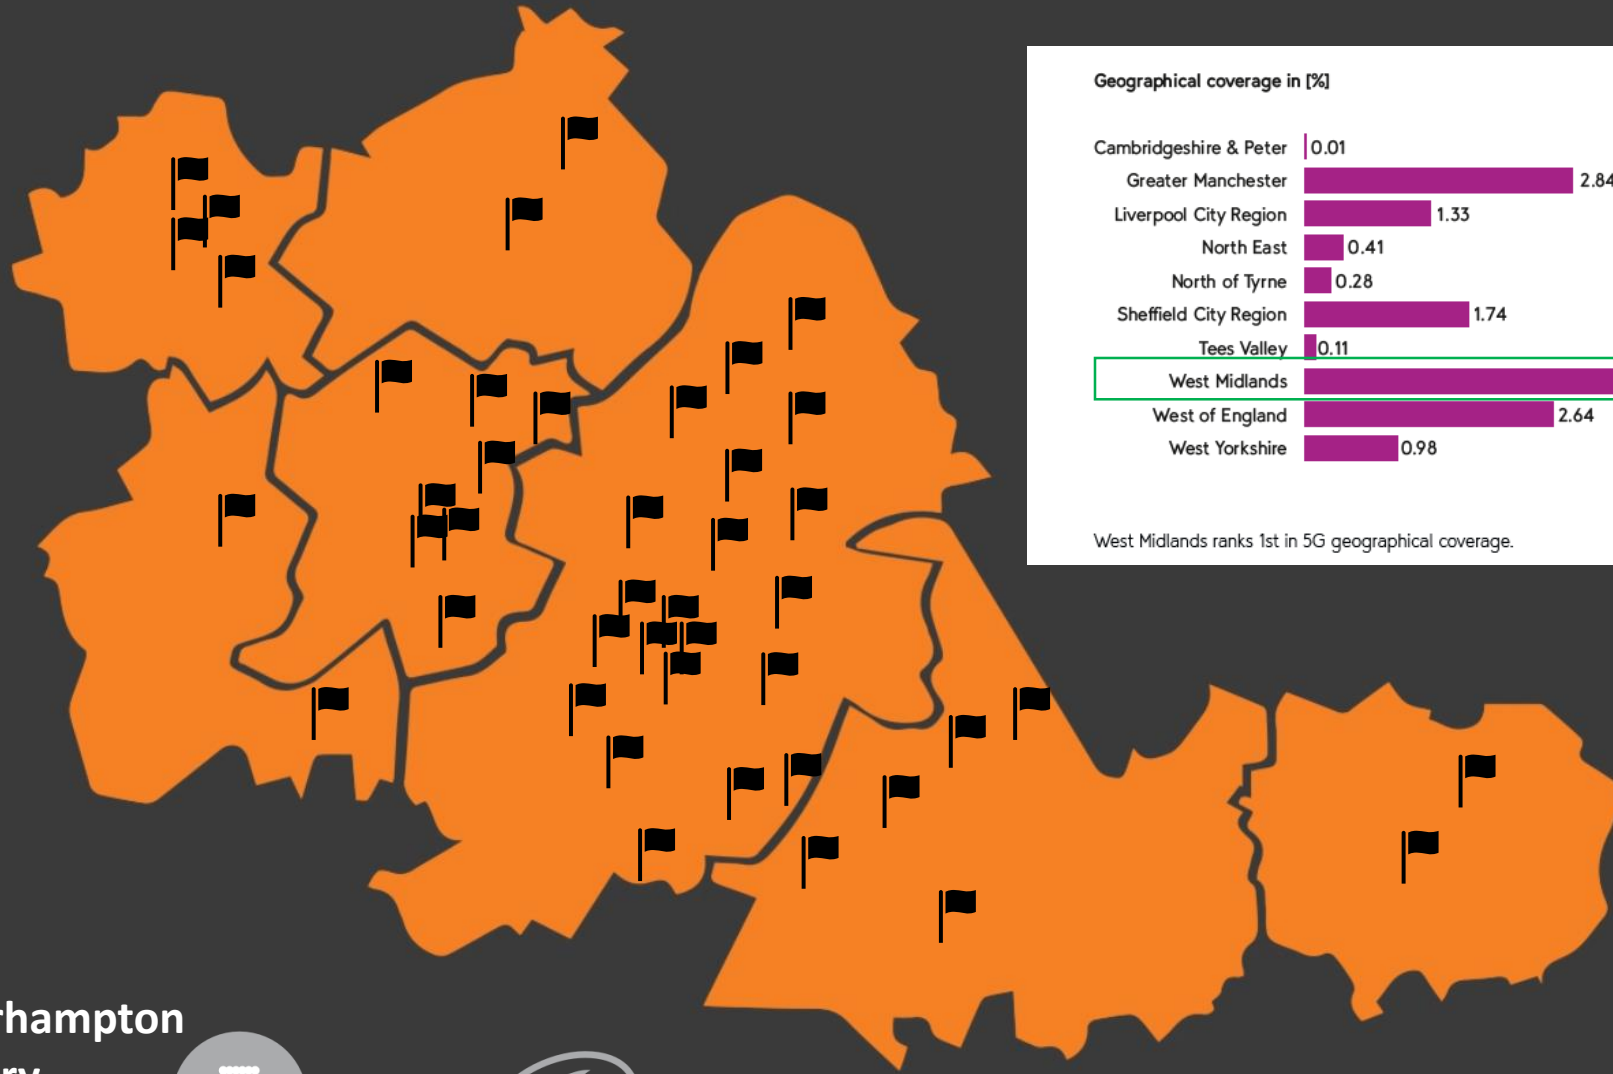 Geographical coverage in [%]
Cambridgeshire & Peter 0.01
Greater Manchester 2.84
Liverpool City Region 1.33
North East 0.41
North of Tyrne 0.28
Sheffield City Region 1.74
Tees Valley 0.11
West Midlands
West of England 2.64
West Yorkshire 0.98
West Midlands ranks 1st in 5G geographical coverage.
rhampton